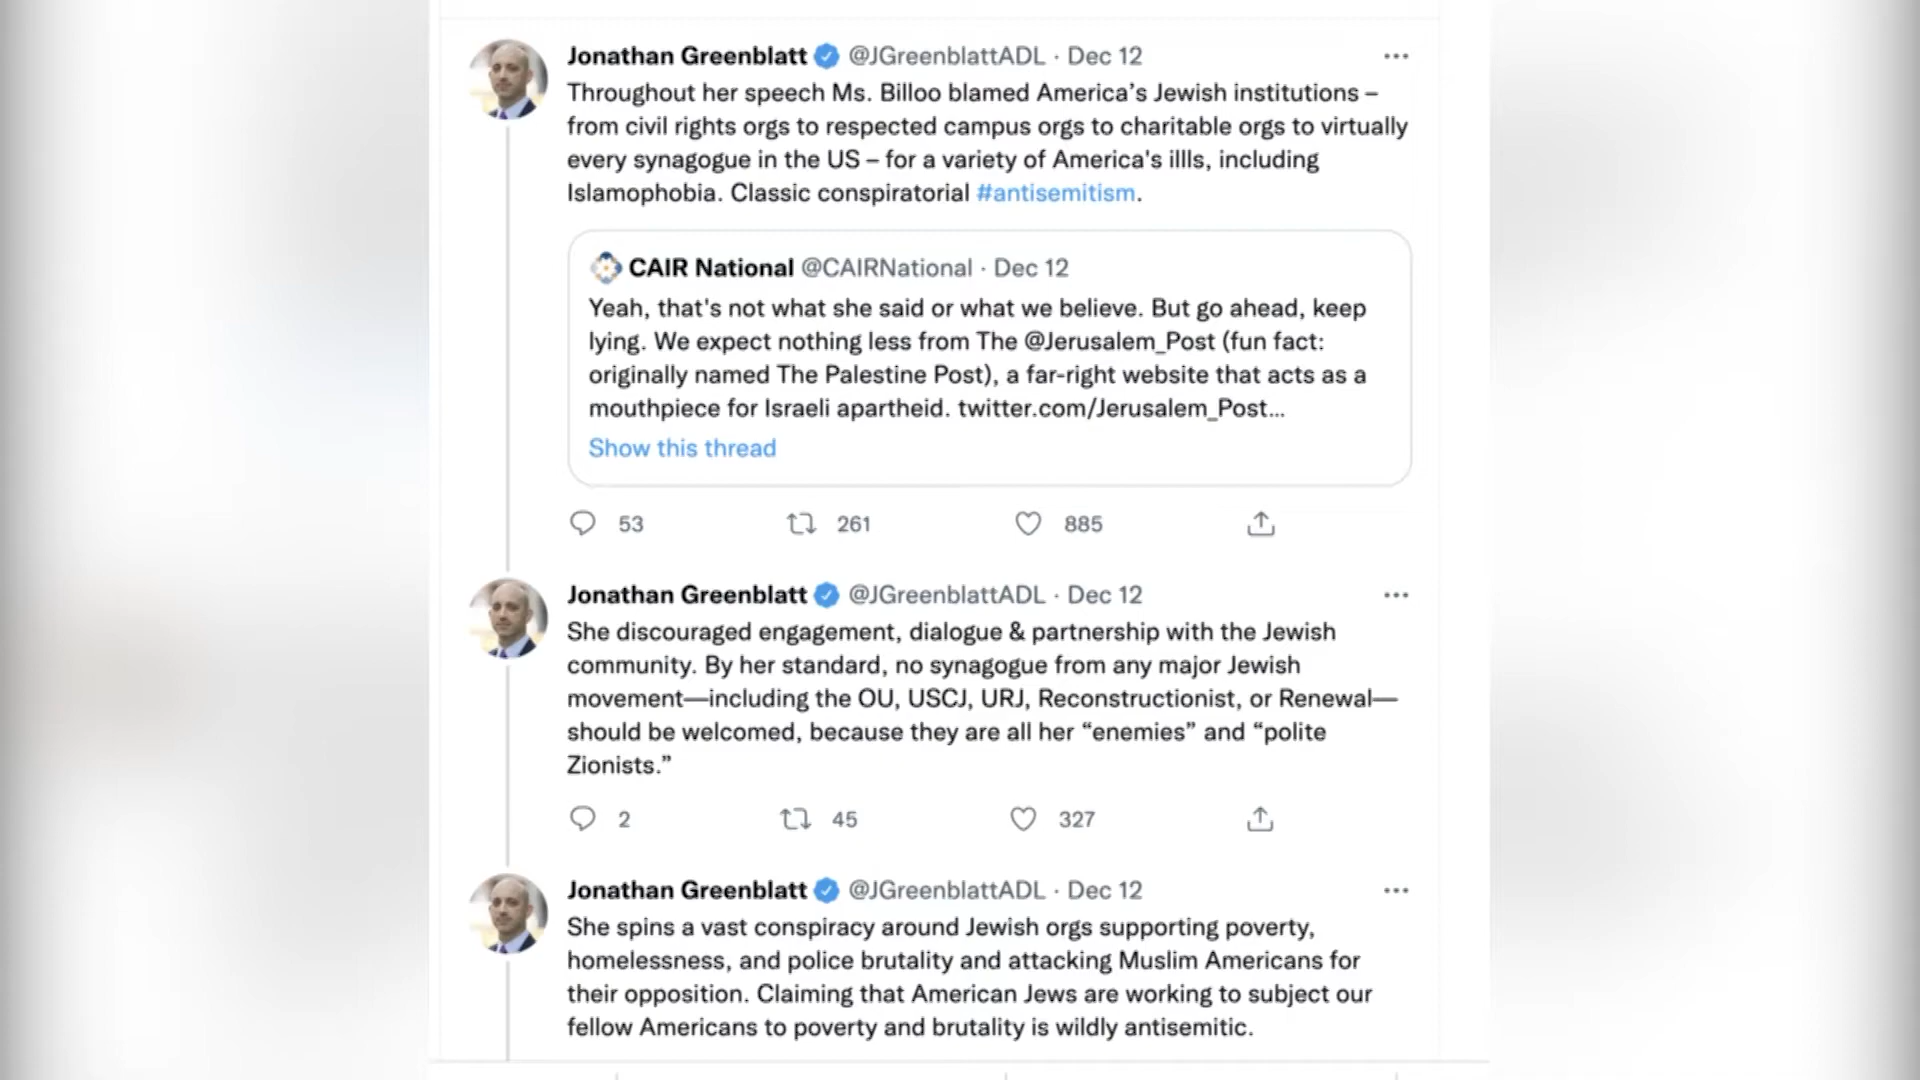 Jonathan Greenblatt @JGreenblattADL · Dec 12
Throughout her speech Ms. Billoo blamed America's Jewish institutions –
from civil rights orgs to respected campus orgs to charitable orgs to virtually
every synagogue in the US – for a variety of America's illls, including
Islamophobia. Classic conspiratorial #antisemitism.
CAIR National @CAIRNational · Dec 12
Yeah, that's not what she said or what we believe. But go ahead, keep
lying. We expect nothing less from The @Jerusalem_Post (fun fact:
originally named The Palestine Post), a far-right website that acts as a
mouthpiece for Israeli apartheid. twitter.com/Jerusalem_Post...
Show this thread
53 261 885
Jonathan Greenblatt @JGreenblattADL · Dec 12
She discouraged engagement, dialogue & partnership with the Jewish
community. By her standard, no synagogue from any major Jewish
movement—including the OU, USCJ, URJ, Reconstructionist, or Renewal—
should be welcomed, because they are all her “enemies” and “polite
Zionists.”
2 45 327
Jonathan Greenblatt @JGreenblattADL · Dec 12
She spins a vast conspiracy around Jewish orgs supporting poverty,
homelessness, and police brutality and attacking Muslim Americans for
their opposition. Claiming that American Jews are working to subject our
fellow Americans to poverty and brutality is wildly antisemitic.